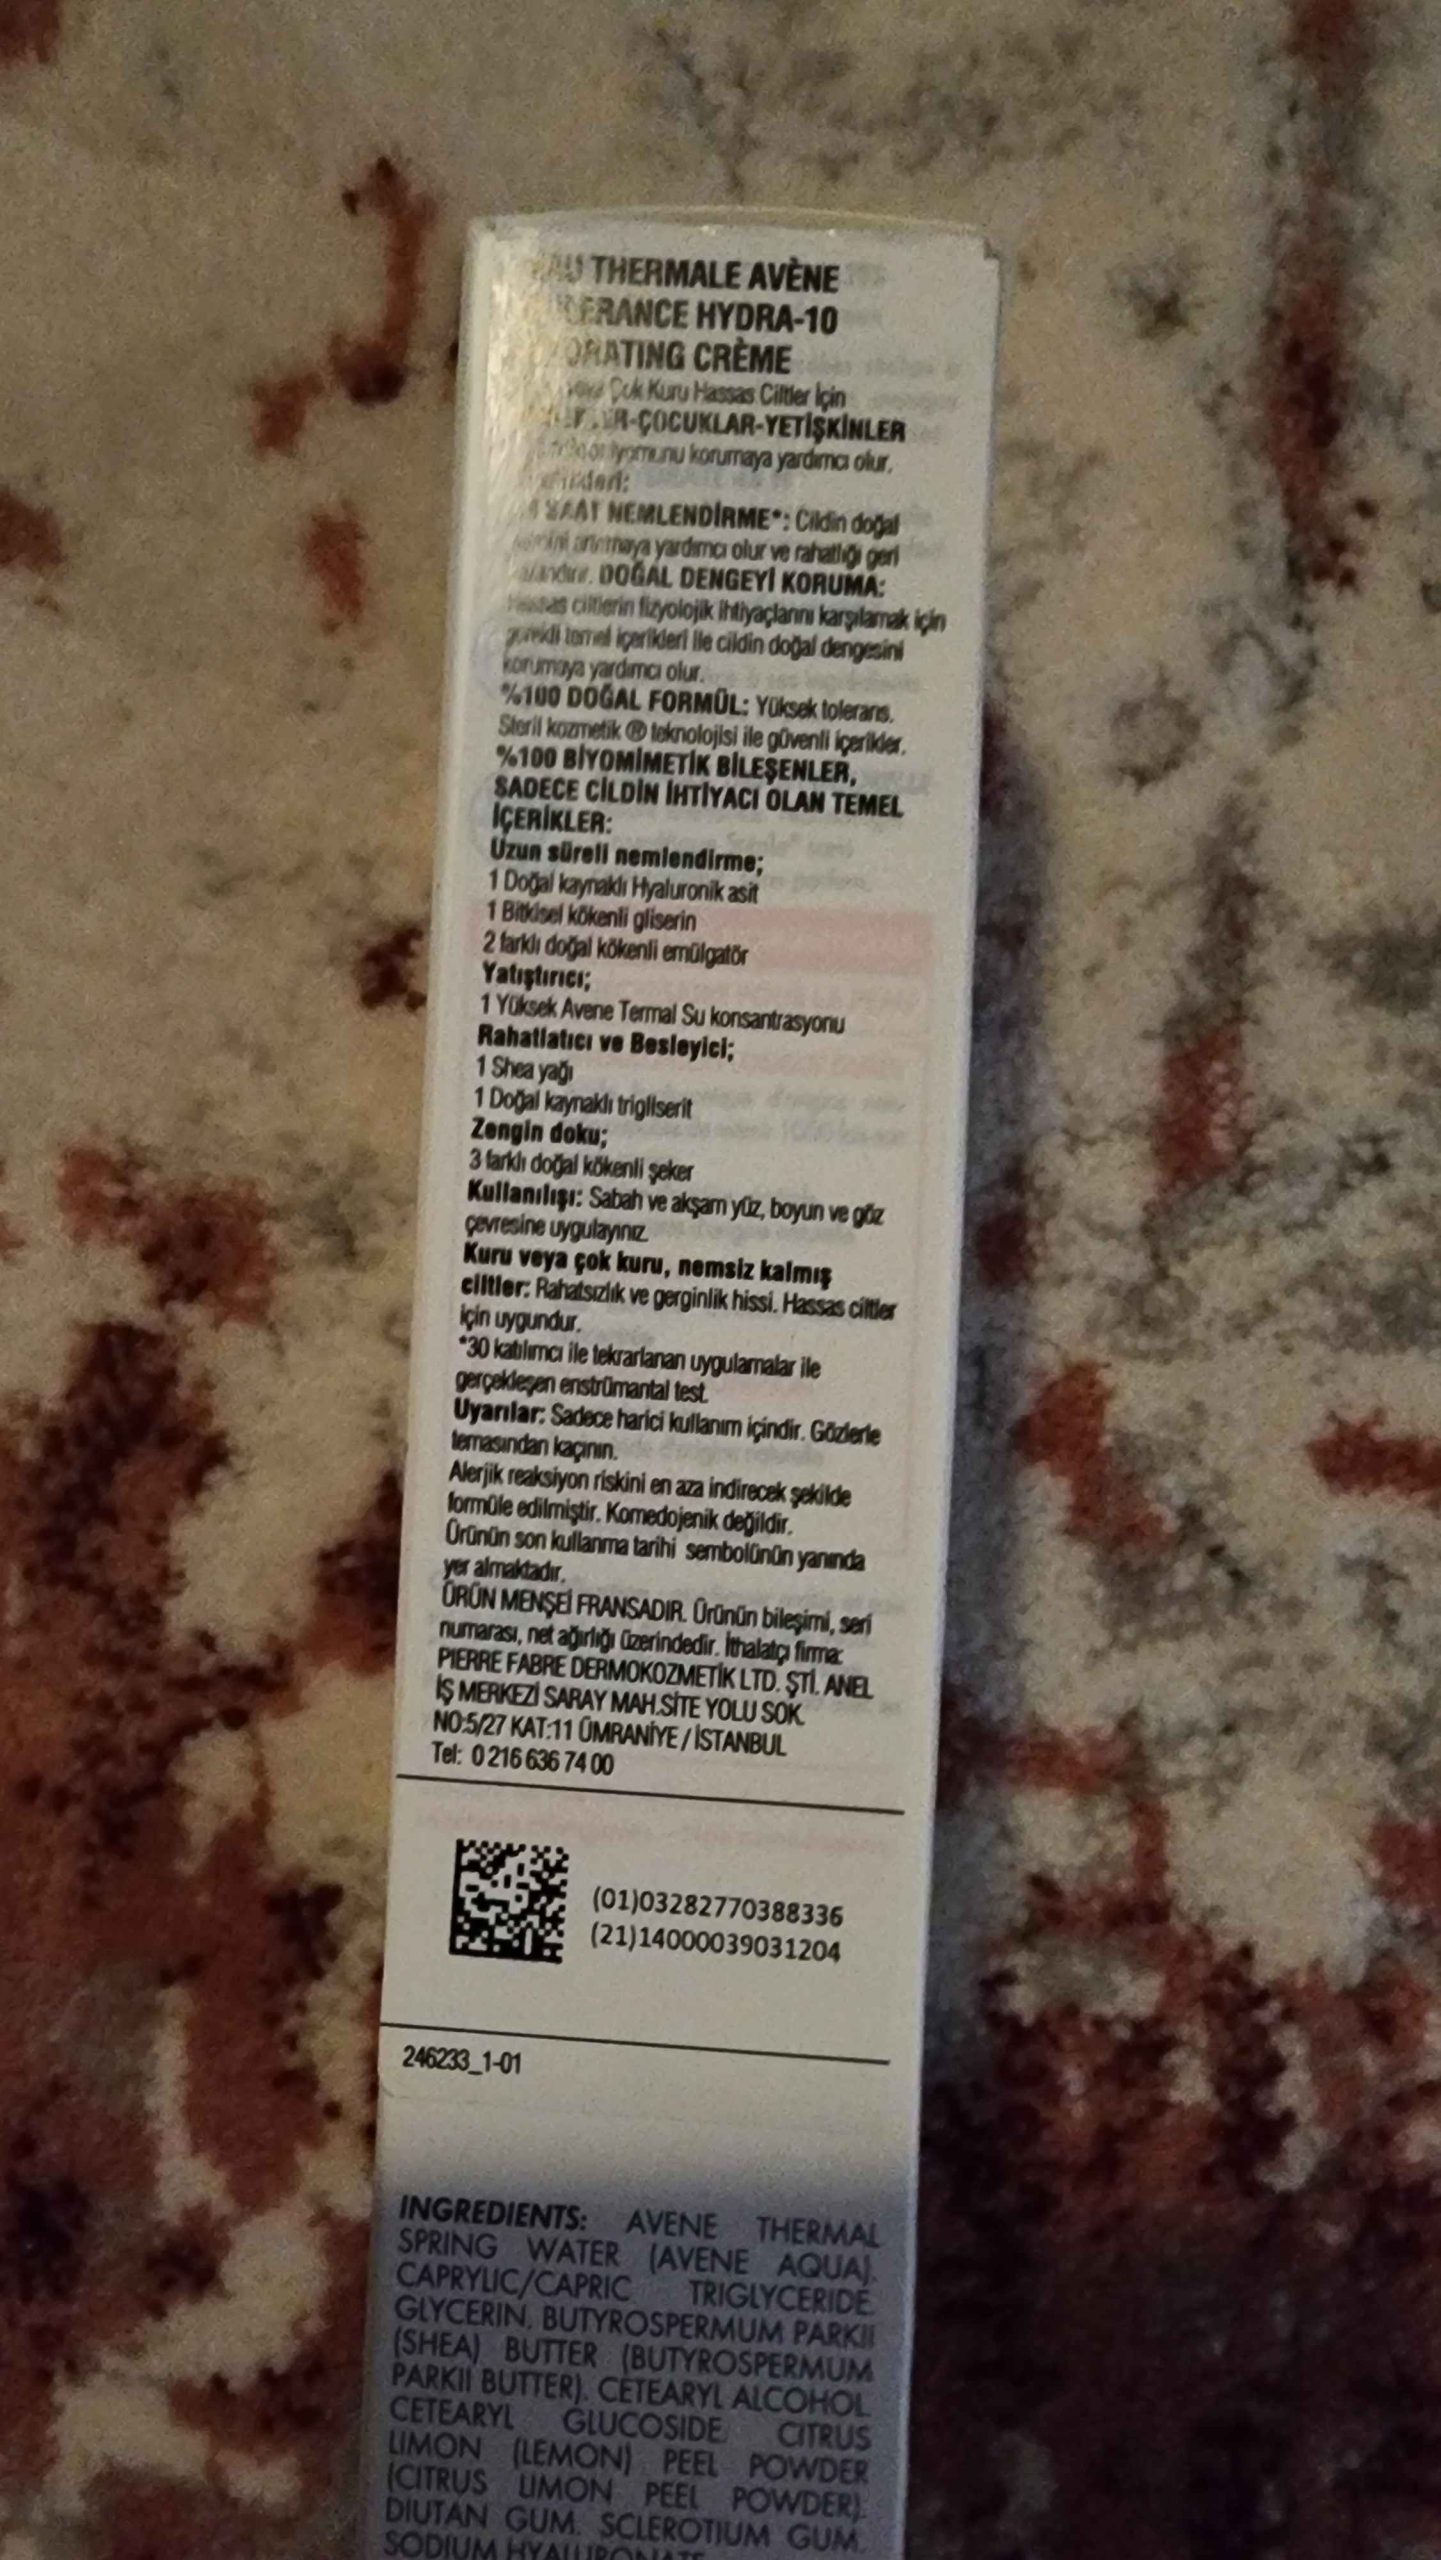 THERMALE AVÈNE
HYDRA-10
CRÈME
Çok Kuru Hassas Ciltler İçin
ÇOCUKLAR-YETİŞKİNLER
korumaya yardımcı olur.
SAAT NEMLENDİRME*: Cildin doğal
yardımcı olur ve rahatlığı geri
DOĞAL DENGEYİ KORUMA:
Hassas ciltlerin fizyolojik ihtiyaçlarını karşılamak için
gerekli temel içerikleri ile cildin doğal dengesini
korumaya yardımcı olur.
%100 DOĞAL FORMÜL: Yüksek tolerans.
Steril kozmetik ® teknolojisi ile güvenli içerikler.
%100 BİYOMİMETİK BİLEŞENLER,
SADECE CİLDİN İHTİYACI OLAN TEMEL
İÇERİKLER:
Uzun süreli nemlendirme;
1 Doğal kaynaklı Hyaluronik asit
1 Bitkisel kökenli gliserin
2 farklı doğal kökenli emülgatör
Yatıştırıcı;
1 Yüksek Avene Termal Su konsantrasyonu
Rahatlatıcı ve Besleyici;
1 Shea yağı
1 Doğal kaynaklı trigliserit
Zengin doku;
3 farklı doğal kökenli şeker
Kullanılışı: Sabah ve akşam yüz, boyun ve göz
çevresine uygulayınız.
Kuru veya çok kuru, nemsiz kalmış
ciltler: Rahatsızlık ve gerginlik hissi. Hassas ciltler
için uygundur.
*30 katılımcı ile tekrarlanan uygulamalar ile
gerçekleşen enstrümantal test.
Uyarılar: Sadece harici kullanım içindir. Gözlerle
temasından kaçının.
Alerjik reaksiyon riskini en aza indirecek şekilde
formüle edilmiştir. Komedojenik değildir.
Ürünün son kullanma tarihi sembolünün yanında
yer almaktadır.
ÜRÜN MENŞEİ FRANSADIR. Ürünün bileşimi, seri
numarası, net ağırlığı üzerindedir. İthalatçı firma:
PIERRE FABRE DERMOKOZMETİK LTD. ŞTİ. ANEL
İŞ MERKEZİ SARAY MAH.SİTE YOLU SOK.
NO:5/27 KAT:11 ÜMRANİYE / İSTANBUL
Tel: 0 216 636 74 00
(01)03282770388336
(21)14000039031204
246233_1-01
INGREDIENTS: AVENE THERMAL
SPRING WATER (AVENE AQUA).
CAPRYLIC/CAPRIC TRIGLYCERIDE.
GLYCERIN. BUTYROSPERMUM PARKII
(SHEA) BUTTER (BUTYROSPERMUM
PARKII BUTTER). CETEARYL ALCOHOL.
CETEARYL GLUCOSIDE. CITRUS
LIMON (LEMON) PEEL POWDER
(CITRUS LIMON PEEL POWDER).
DIUTAN GUM. SCLEROTIUM GUM.
SODIUM HYALURONATE